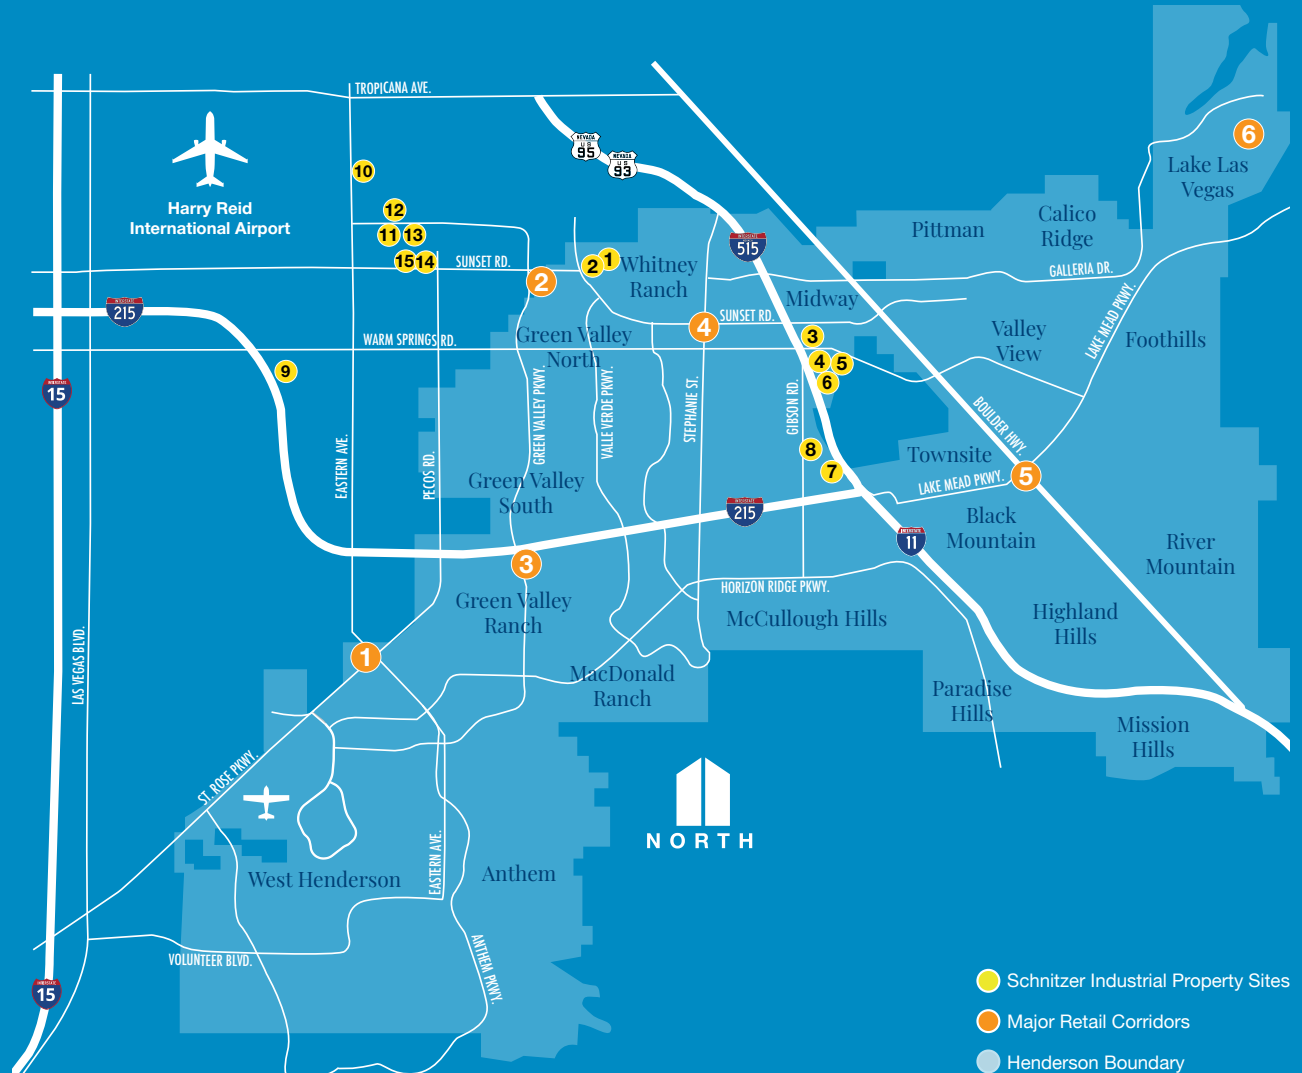 TROPICANA AVE.
NEVADA
U S
95
NEVADA
U S
93
6
Lake Las
Vegas
10
Harry Reid
International Airport
12
11
13
15
14
SUNSET RD.
2
2
1
Whitney
Ranch
INTERSTATE
515
Pittman
Calico
Ridge
GALLERIA DR.
LAKE MEAD PKWY.
INTERSTATE
215
WARM SPRINGS RD.
Green Valley
North
4
SUNSET RD.
Midway
3
4
5
6
Valley
View
Foothills
9
INTERSTATE
15
EASTERN AVE.
PECOS RD.
GREEN VALLEY PKWY.
VALLE VERDE PKWY.
STEPHANIE ST.
GIBSON RD.
BOULDER HWY.
8
7
Townsite
LAKE MEAD PKWY.
5
Green Valley
South
INTERSTATE
215
INTERSTATE
11
Black
Mountain
River
Mountain
3
Green Valley
Ranch
HORIZON RIDGE PKWY.
McCullough Hills
Highland
Hills
LAS VEGAS BLVD.
1
MacDonald
Ranch
Paradise
Hills
Mission
Hills
ST. ROSE PKWY.
NORTH
West Henderson
EASTERN AVE.
Anthem
VOLUNTEER BLVD.
ANTHEM PKWY.
INTERSTATE
15
Schnitzer Industrial Property Sites
Major Retail Corridors
Henderson Boundary